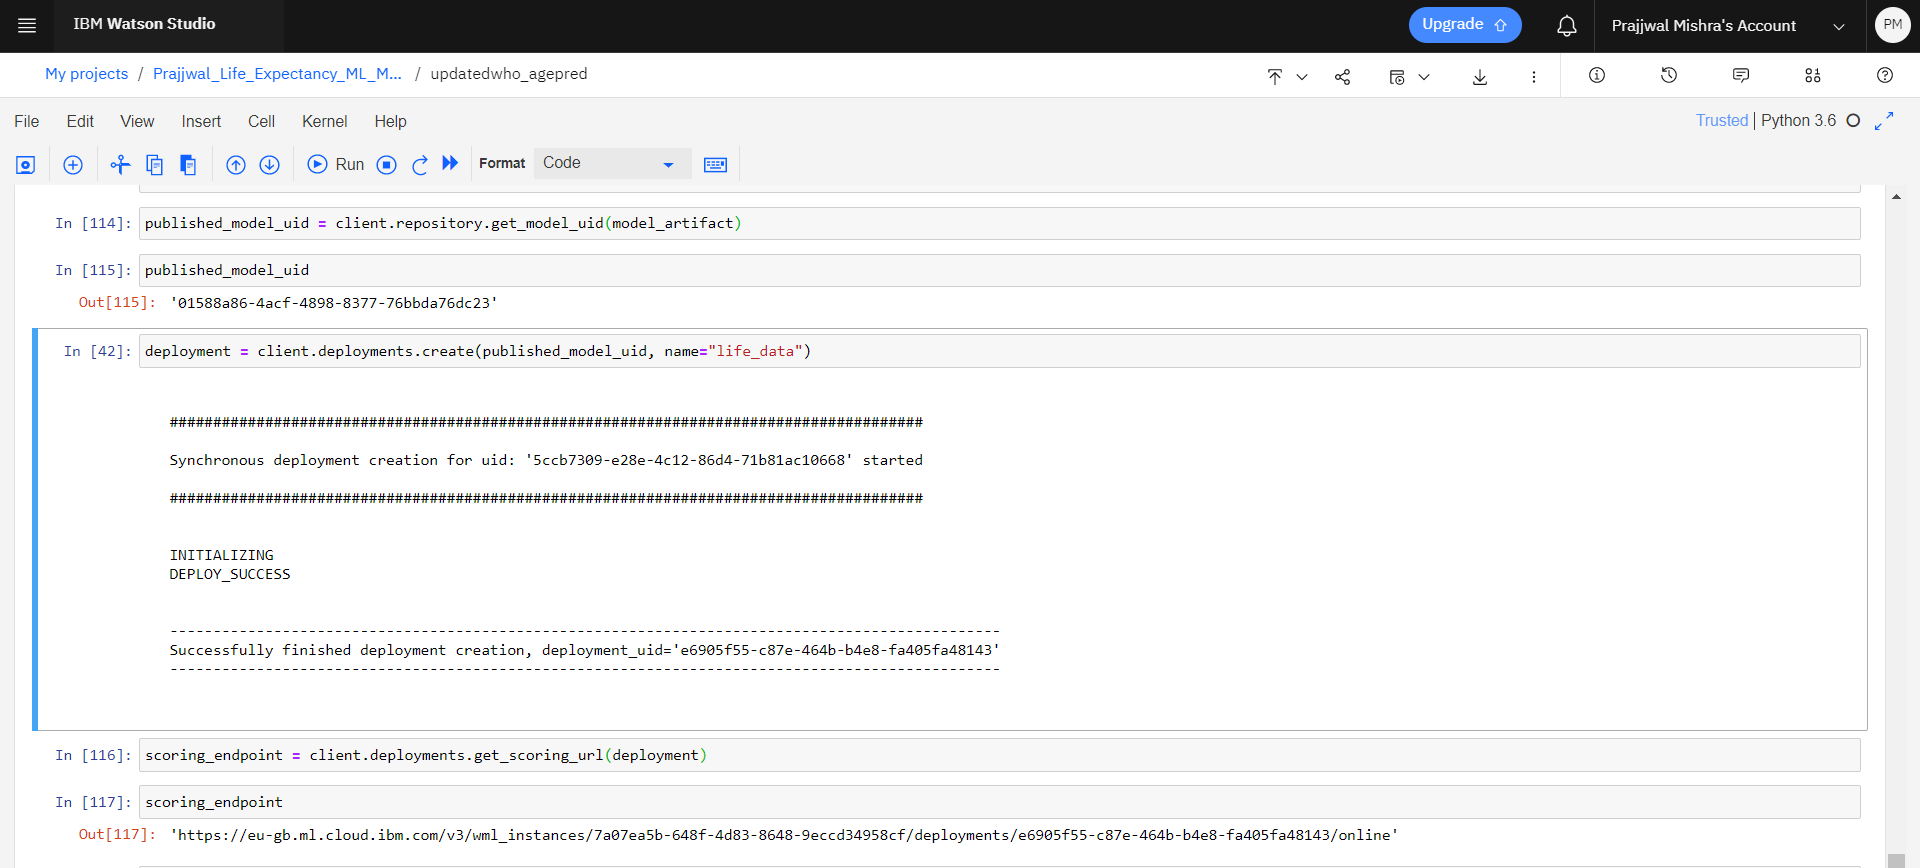 IBM Watson Studio
Upgrade
Prajjwal Mishra's Account
PM
My projects / Prajjwal_Life_Expectancy_ML_M... / updatedwho_agepred
File Edit View Insert Cell Kernel Help
Trusted | Python 3.6
Run
Format
Code
In [114]: published_model_uid = client.repository.get_model_uid(model_artifact)
In [115]: published_model_uid
Out[115]: '01588a86-4acf-4898-8377-76bbda76dc23'
In [42]: deployment = client.deployments.create(published_model_uid, name="life_data")
#######################################################################################
Synchronous deployment creation for uid: '5ccb7309-e28e-4c12-86d4-71b81ac10668' started
#######################################################################################
INITIALIZING
DEPLOY_SUCCESS
------------------------------------------------------------------------------------------------
Successfully finished deployment creation, deployment_uid='e6905f55-c87e-464b-b4e8-fa405fa48143'
------------------------------------------------------------------------------------------------
In [116]: scoring_endpoint = client.deployments.get_scoring_url(deployment)
In [117]: scoring_endpoint
Out[117]: 'https://eu-gb.ml.cloud.ibm.com/v3/wml_instances/7a07ea5b-648f-4d83-8648-9eccd34958cf/deployments/e6905f55-c87e-464b-b4e8-fa405fa48143/online'